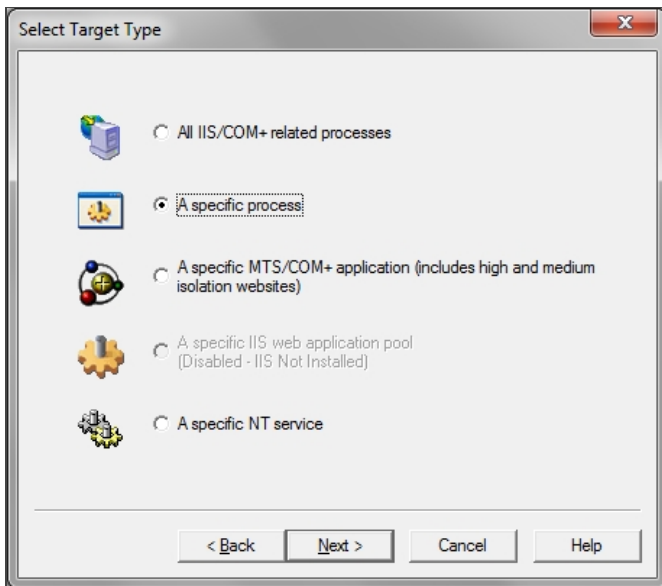 Select Target Type
All IIS/COM+ related processes
A specific process
A specific MTS/COM+ application (includes high and medium
isolation websites)
A specific IIS web application pool
(Disabled - IIS Not Installed)
A specific NT service
< Back
Next >
Cancel
Help